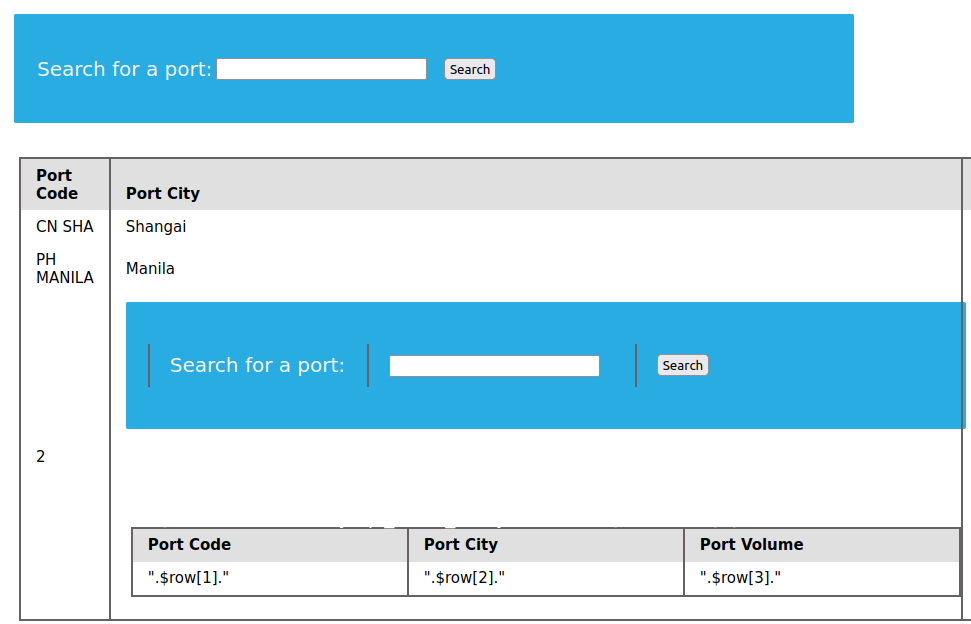 Search for a port: Search
Port Code Port City
CN SHA Shangai
PH MANILA Manila
Search for a port: Search
2
Port Code Port City Port Volume
".$row[1]." ".$row[2]." ".$row[3]."